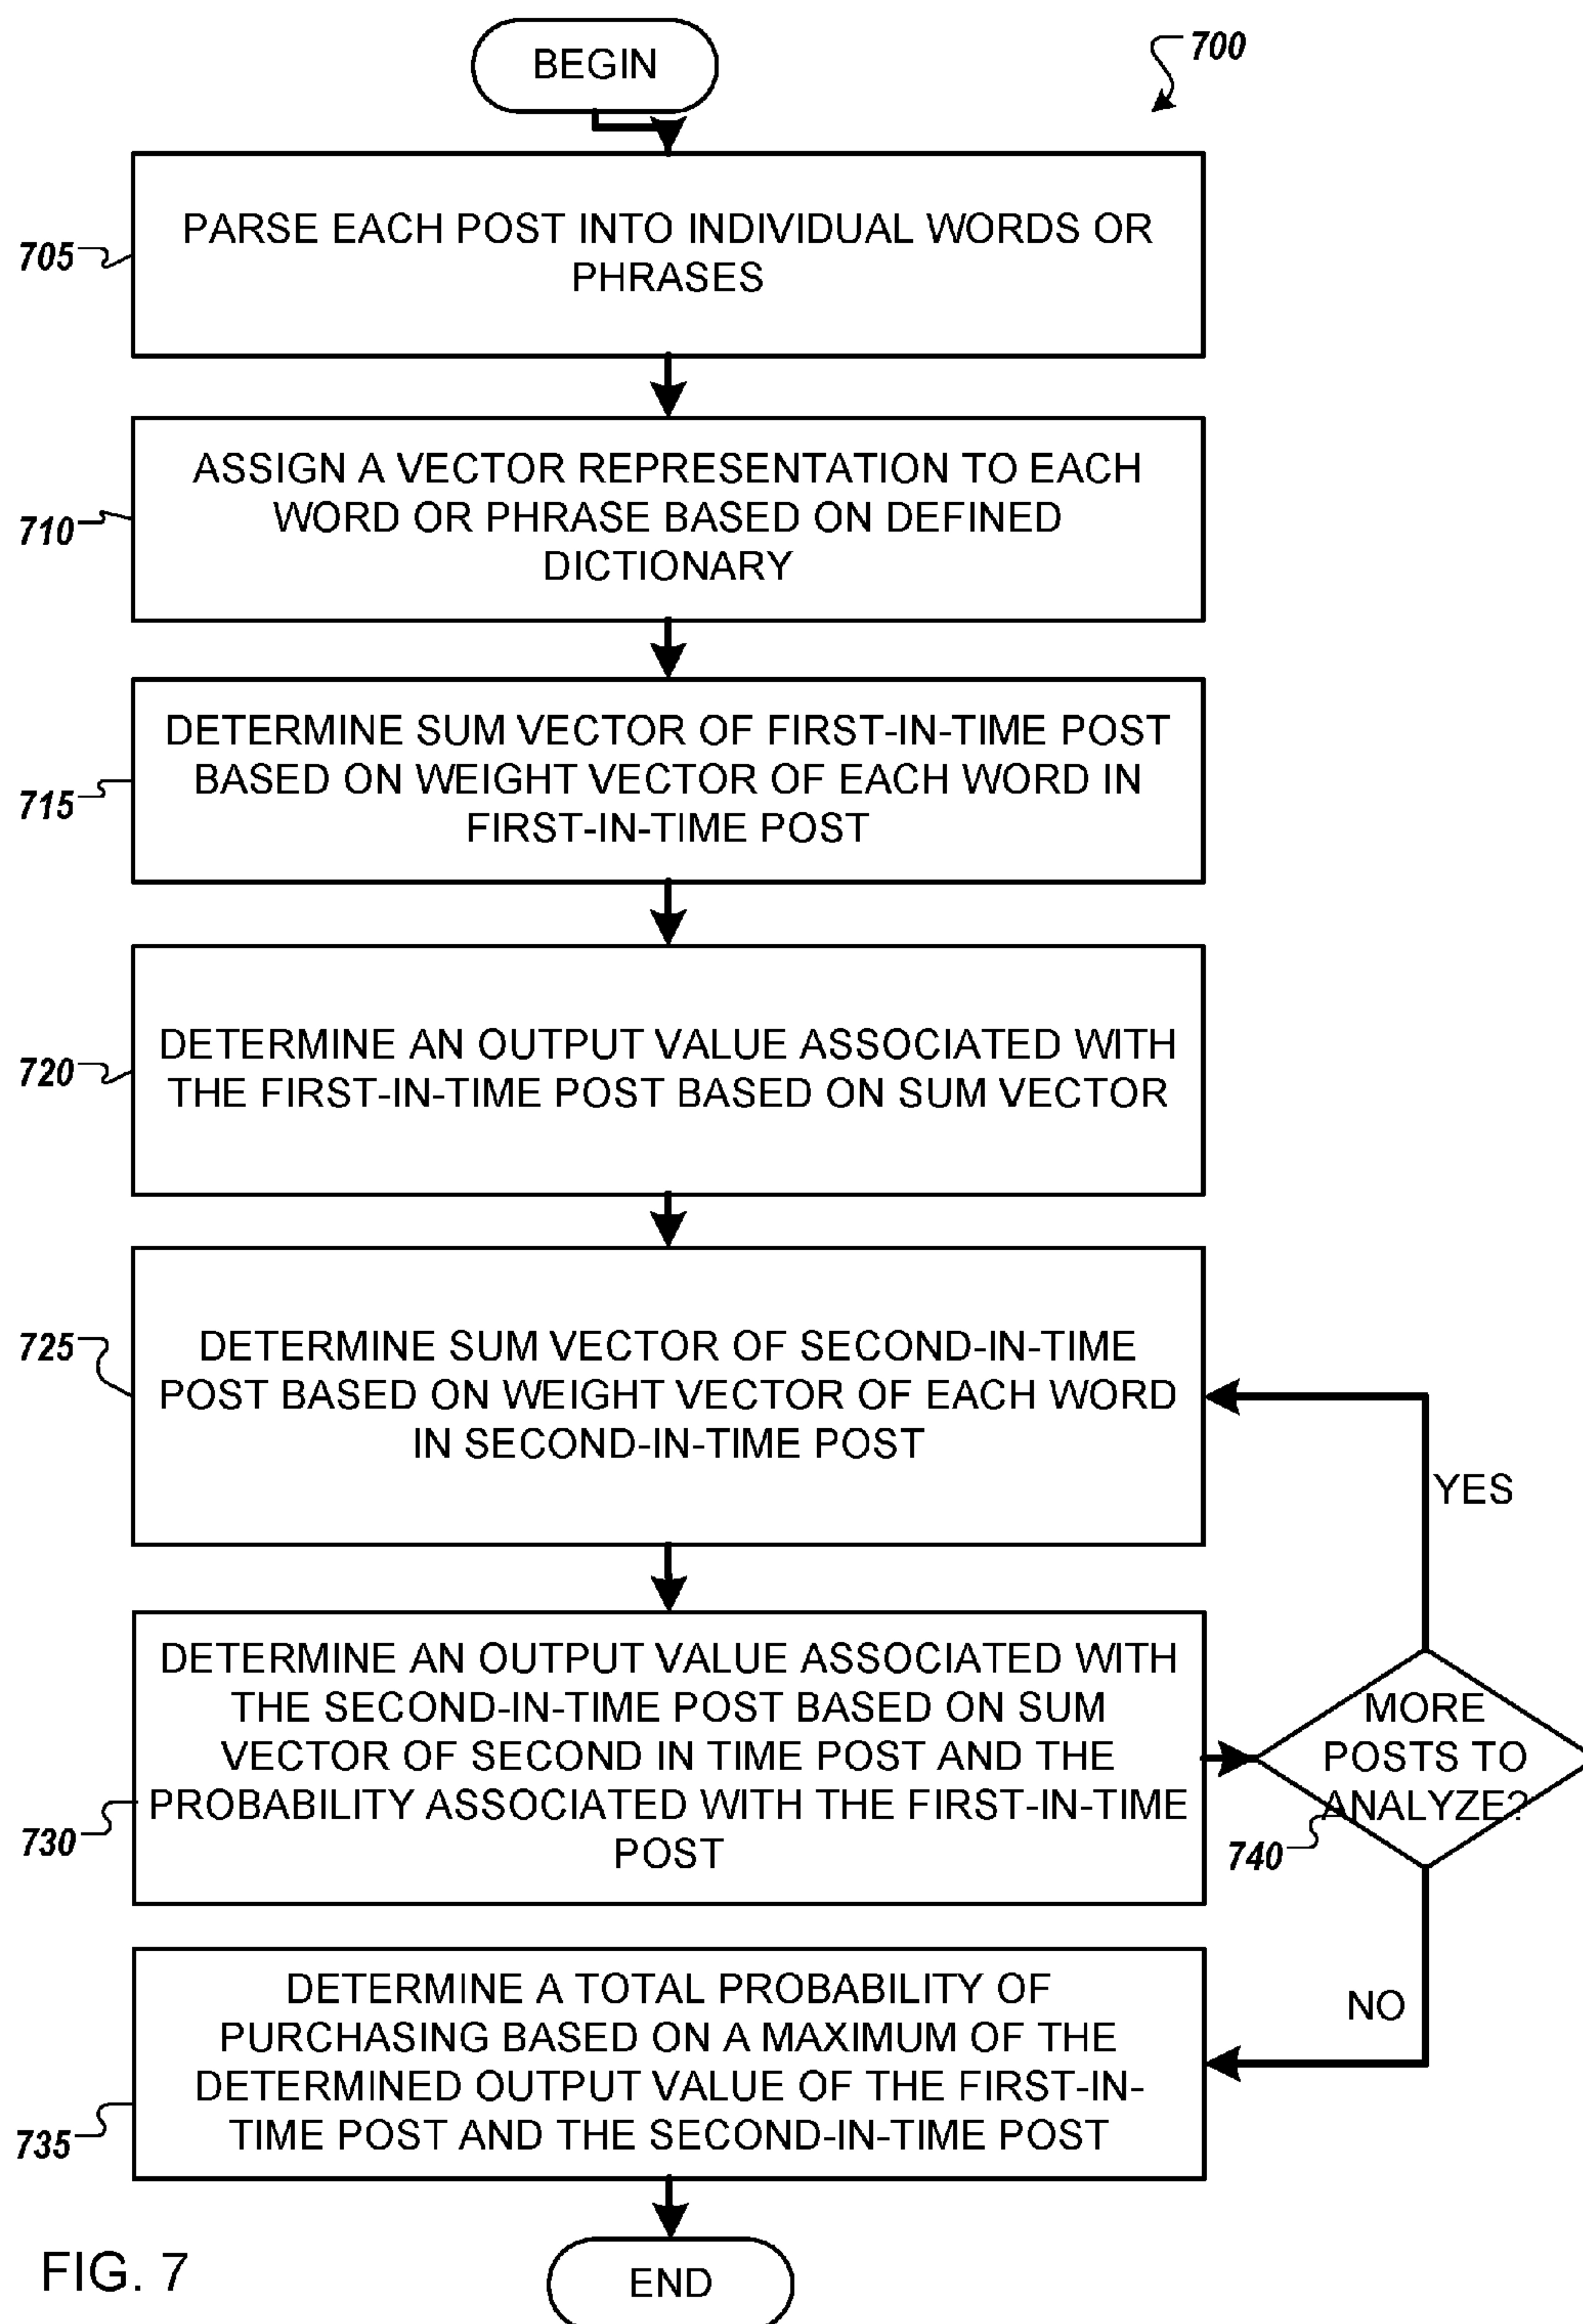 BEGIN
700
705
PARSE EACH POST INTO INDIVIDUAL WORDS OR
PHRASES
710
ASSIGN A VECTOR REPRESENTATION TO EACH
WORD OR PHRASE BASED ON DEFINED
DICTIONARY
715
DETERMINE SUM VECTOR OF FIRST-IN-TIME POST
BASED ON WEIGHT VECTOR OF EACH WORD IN
FIRST-IN-TIME POST
720
DETERMINE AN OUTPUT VALUE ASSOCIATED WITH
THE FIRST-IN-TIME POST BASED ON SUM VECTOR
725
DETERMINE SUM VECTOR OF SECOND-IN-TIME
POST BASED ON WEIGHT VECTOR OF EACH WORD
IN SECOND-IN-TIME POST
YES
730
DETERMINE AN OUTPUT VALUE ASSOCIATED WITH
THE SECOND-IN-TIME POST BASED ON SUM
VECTOR OF SECOND IN TIME POST AND THE
PROBABILITY ASSOCIATED WITH THE FIRST-IN-TIME
POST
MORE
POSTS TO
ANALYZE?
740
NO
735
DETERMINE A TOTAL PROBABILITY OF
PURCHASING BASED ON A MAXIMUM OF THE
DETERMINED OUTPUT VALUE OF THE FIRST-IN-
TIME POST AND THE SECOND-IN-TIME POST
END
FIG. 7